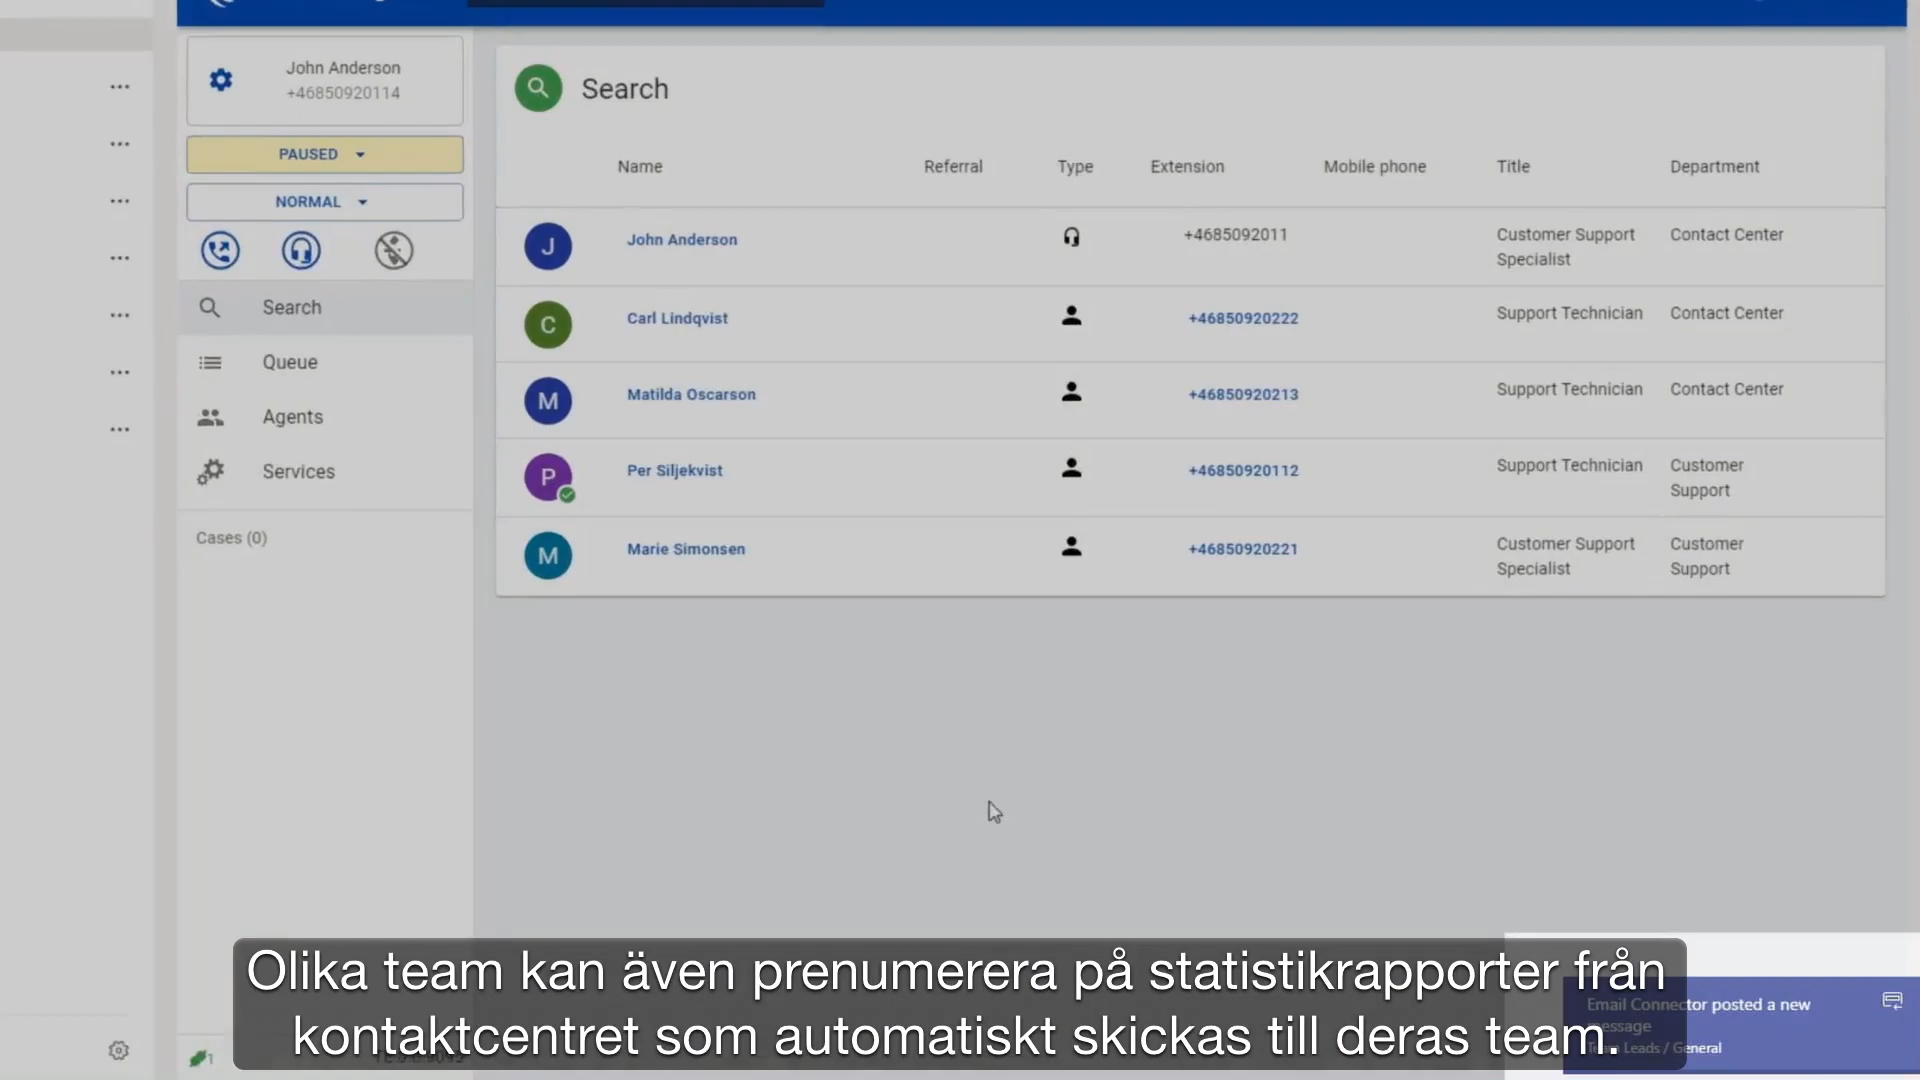 John Anderson
+46850920114
PAUSED
NORMAL
Search
Queue
Agents
Services
Cases (0)
1
Search
Name Referral Type Extension Mobile phone Title Department
J John Anderson +4685092011 Customer Support Specialist Contact Center
C Carl Lindqvist +46850920222 Support Technician Contact Center
M Matilda Oscarson +46850920213 Support Technician Contact Center
P Per Siljekvist +46850920112 Support Technician Customer Support
M Marie Simonsen +46850920221 Customer Support Specialist Customer Support
Email Connector posted a new
message
Team Leads / General
Olika team kan även prenumerera på statistikrapporter från
kontaktcentret som automatiskt skickas till deras team.